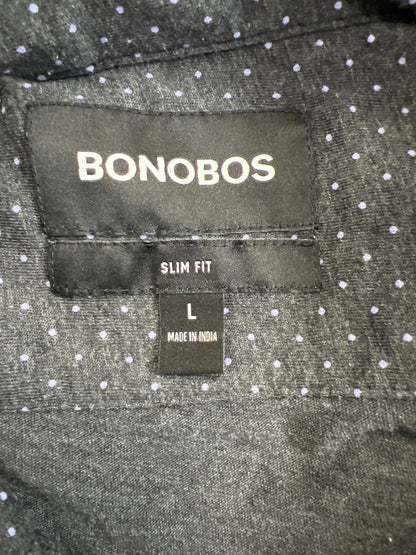 BONOBOS
SLIM FIT
L
MADE IN INDIA